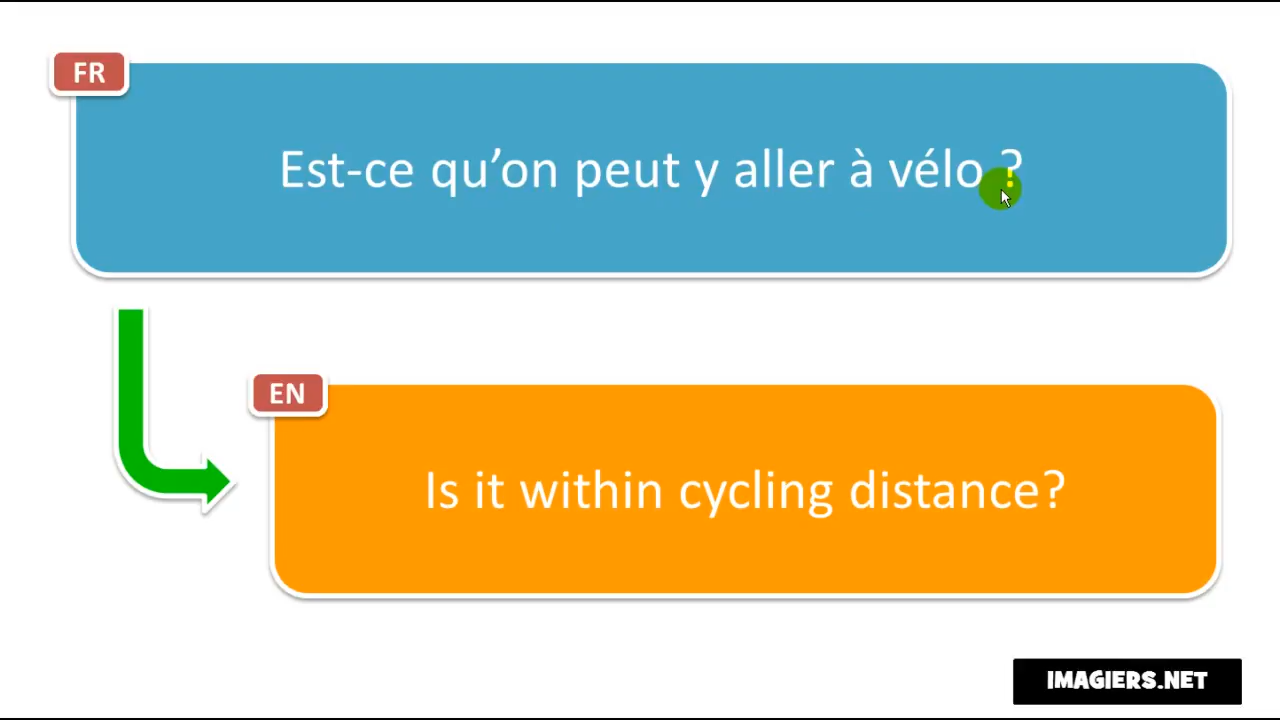 FR
Est-ce qu’on peut y aller à vélo ?
EN
Is it within cycling distance?
IMAGIERS.NET